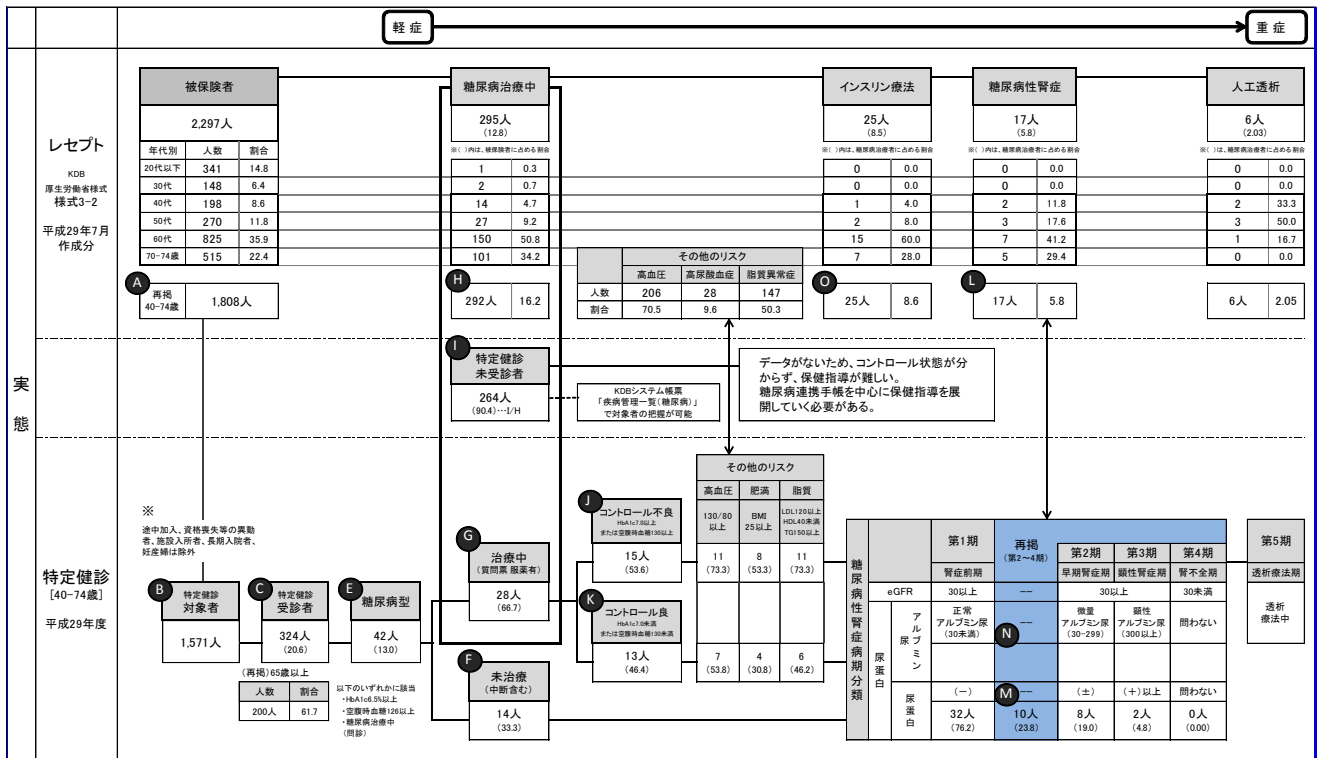 軽 症
重 症
実
態
レセプト
KDB
厚生労働省様式
様式3-2
平成29年7月
作成分
被保険者
2,297人
年代別 人数 割合
20代以下 341 14.8
30代 148 6.4
40代 198 8.6
50代 270 11.8
60代 825 35.9
70-74歳 515 22.4
A
再掲
40-74歳
1,808人
糖尿病治療中
295人
(12.8)
※( )内は、被保険者に占める割合
1 0.3
2 0.7
14 4.7
27 9.2
150 50.8
101 34.2
H
292人 16.2
その他のリスク
高血圧 高尿酸血症 脂質異常症
人数 206 28 147
割合 70.5 9.6 50.3
インスリン療法
25人
(8.5)
※( )内は、糖尿病治療者に占める割合
0 0.0
0 0.0
1 4.0
2 8.0
15 60.0
7 28.0
O
25人 8.6
糖尿病性腎症
17人
(5.8)
※( )内は、糖尿病治療者に占める割合
0 0.0
0 0.0
2 11.8
3 17.6
7 41.2
5 29.4
L
17人 5.8
人工透析
6人
(2.03)
※( )は、糖尿病治療者に占める割合
0 0.0
0 0.0
2 33.3
3 50.0
1 16.7
0 0.0
6人 2.05
I
特定健診
未受診者
264人
(90.4)…I/H
KDBシステム帳票
「疾病管理一覧(糖尿病)」
で対象者の把握が可能
データがないため、コントロール状態が分
からず、保健指導が難しい。
糖尿病連携手帳を中心に保健指導を展
開していく必要がある。
特定健診
[40-74歳]
平成29年度
※
途中加入、資格喪失等の異動
者、施設入所者、長期入院者、
妊産婦は除外
B
特定健診
対象者
1,571人
C
特定健診
受診者
324人
(20.6)
(再掲)65歳以上
人数 割合
200人 61.7
E
糖尿病型
42人
(13.0)
以下のいずれかに該当
・HbA1c6.5%以上
・空腹時血糖126以上
・糖尿病治療中
(問診)
G
治療中
(質問票 服薬有)
28人
(66.7)
F
未治療
(中断含む)
14人
(33.3)
J
コントロール不良
HbA1c7.0以上
または空腹時血糖130以上
15人
(53.6)
K
コントロール良
HbA1c7.0未満
または空腹時血糖130未満
13人
(46.4)
その他のリスク
高血圧 肥満 脂質
130/80
以上
BMI
25以上
LDL120以上
HDL40未満
TG150以上
11 8 11
(73.3) (53.3) (73.3)
7 4 6
(53.8) (30.8) (46.2)
糖尿病性腎症病期分類
第1期
腎症前期
再掲
(第2～4期)
第2期
早期腎症期
第3期
顕性腎症期
第4期
腎不全期
第5期
透析療法期
eGFR 30以上 -- 30以上 30未満
透析
療法中
尿蛋白
尿
アルブミン
正常
アルブミン尿
(30未満)
--
N
微量
アルブミン尿
(30-299)
顕性
アルブミン尿
(300以上)
問わない
尿蛋白
(－) -- (±) (＋)以上 問わない
M
32人 10人 8人 2人 0人
(76.2) (23.8) (19.0) (4.8) (0.00)